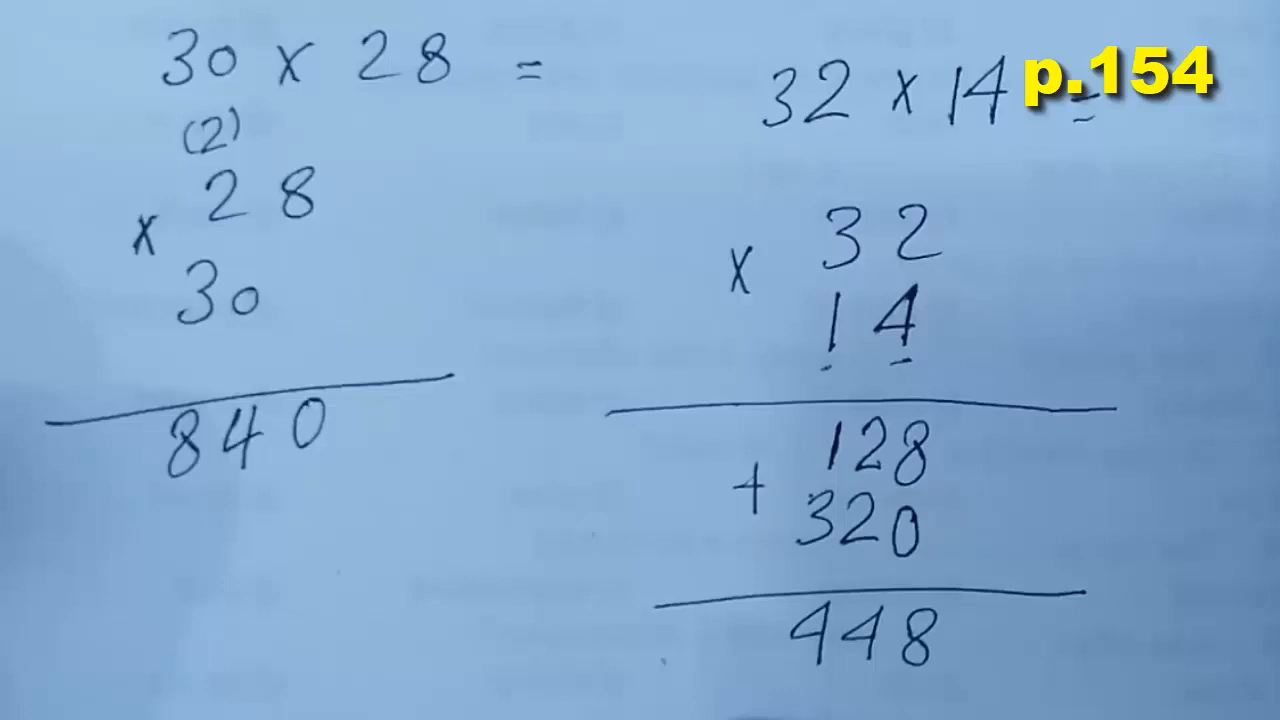 30 x 28 =
(2)
28
x
30
840
32 x 14 =
p.154
32
x
14
128
+
320
448